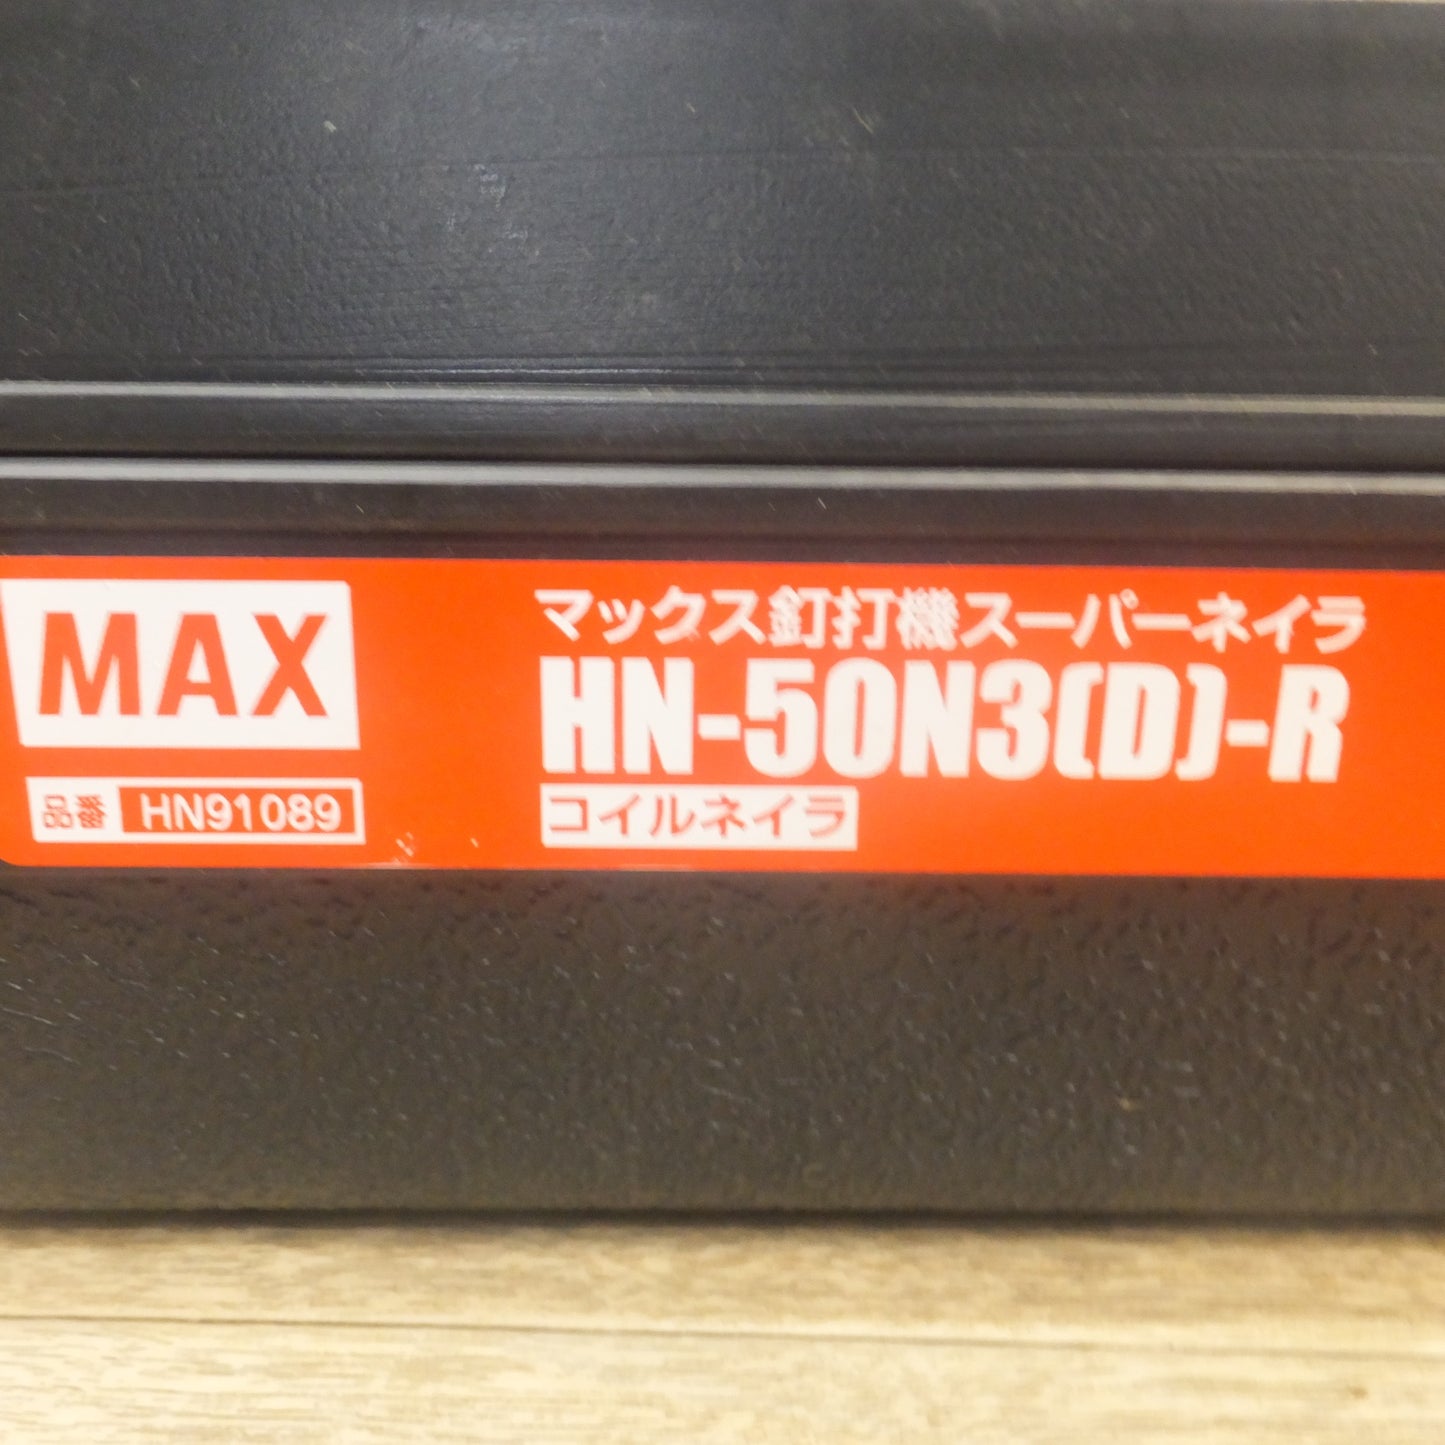 MAX
品番 HN91089
マックス釘打機スーパーネイラ
HN-50N3(D)-R
コイルネイラ